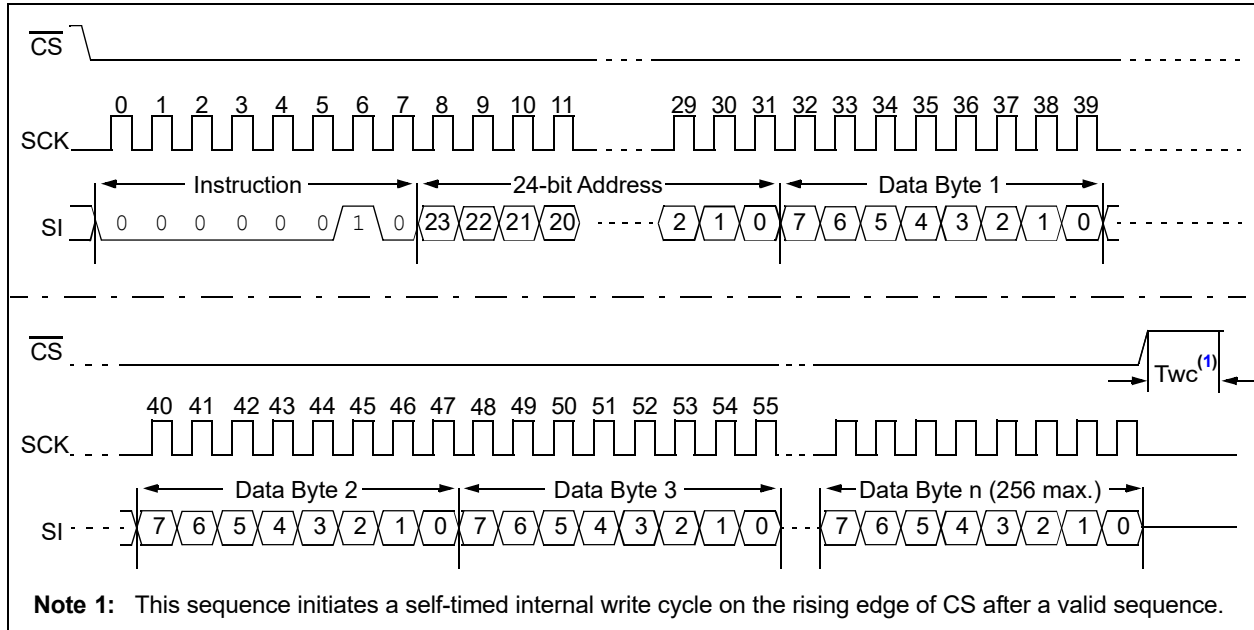 CS
0 1 2 3 4 5 6 7 8 9 10 11 29 30 31 32 33 34 35 36 37 38 39
SCK
Instruction 24-bit Address Data Byte 1
SI 0 0 0 0 0 0 1 0 23 22 21 20 2 1 0 7 6 5 4 3 2 1 0
CS
Twc(1)
40 41 42 43 44 45 46 47 48 49 50 51 52 53 54 55
SCK
Data Byte 2 Data Byte 3 Data Byte n (256 max.)
SI 7 6 5 4 3 2 1 0 7 6 5 4 3 2 1 0 7 6 5 4 3 2 1 0
Note 1: This sequence initiates a self-timed internal write cycle on the rising edge of CS after a valid sequence.